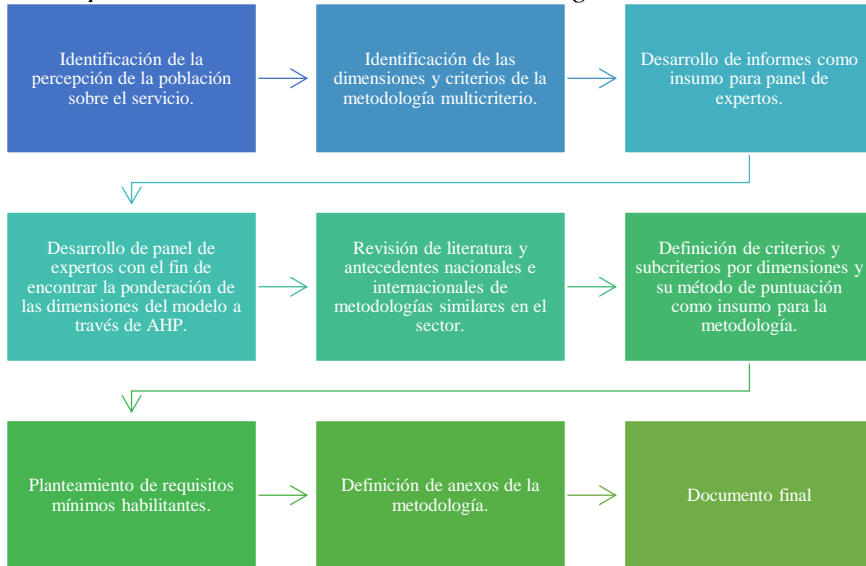 Identificación de la
percepción de la población
sobre el servicio.
Identificación de las
dimensiones y criterios de la
metodología multicriterio.
Desarrollo de informes como
insumo para panel de
expertos.
Desarrollo de panel de
expertos con el fin de
encontrar la ponderación de
las dimensiones del modelo a
través de AHP.
Revisión de literatura y
antecedentes nacionales e
internacionales de
metodologías similares en el
sector.
Definición de criterios y
subcriterios por dimensiones y
su método de puntuación
como insumo para la
metodología.
Planteamiento de requisitos
mínimos habilitantes.
Definición de anexos de la
metodología.
Documento final